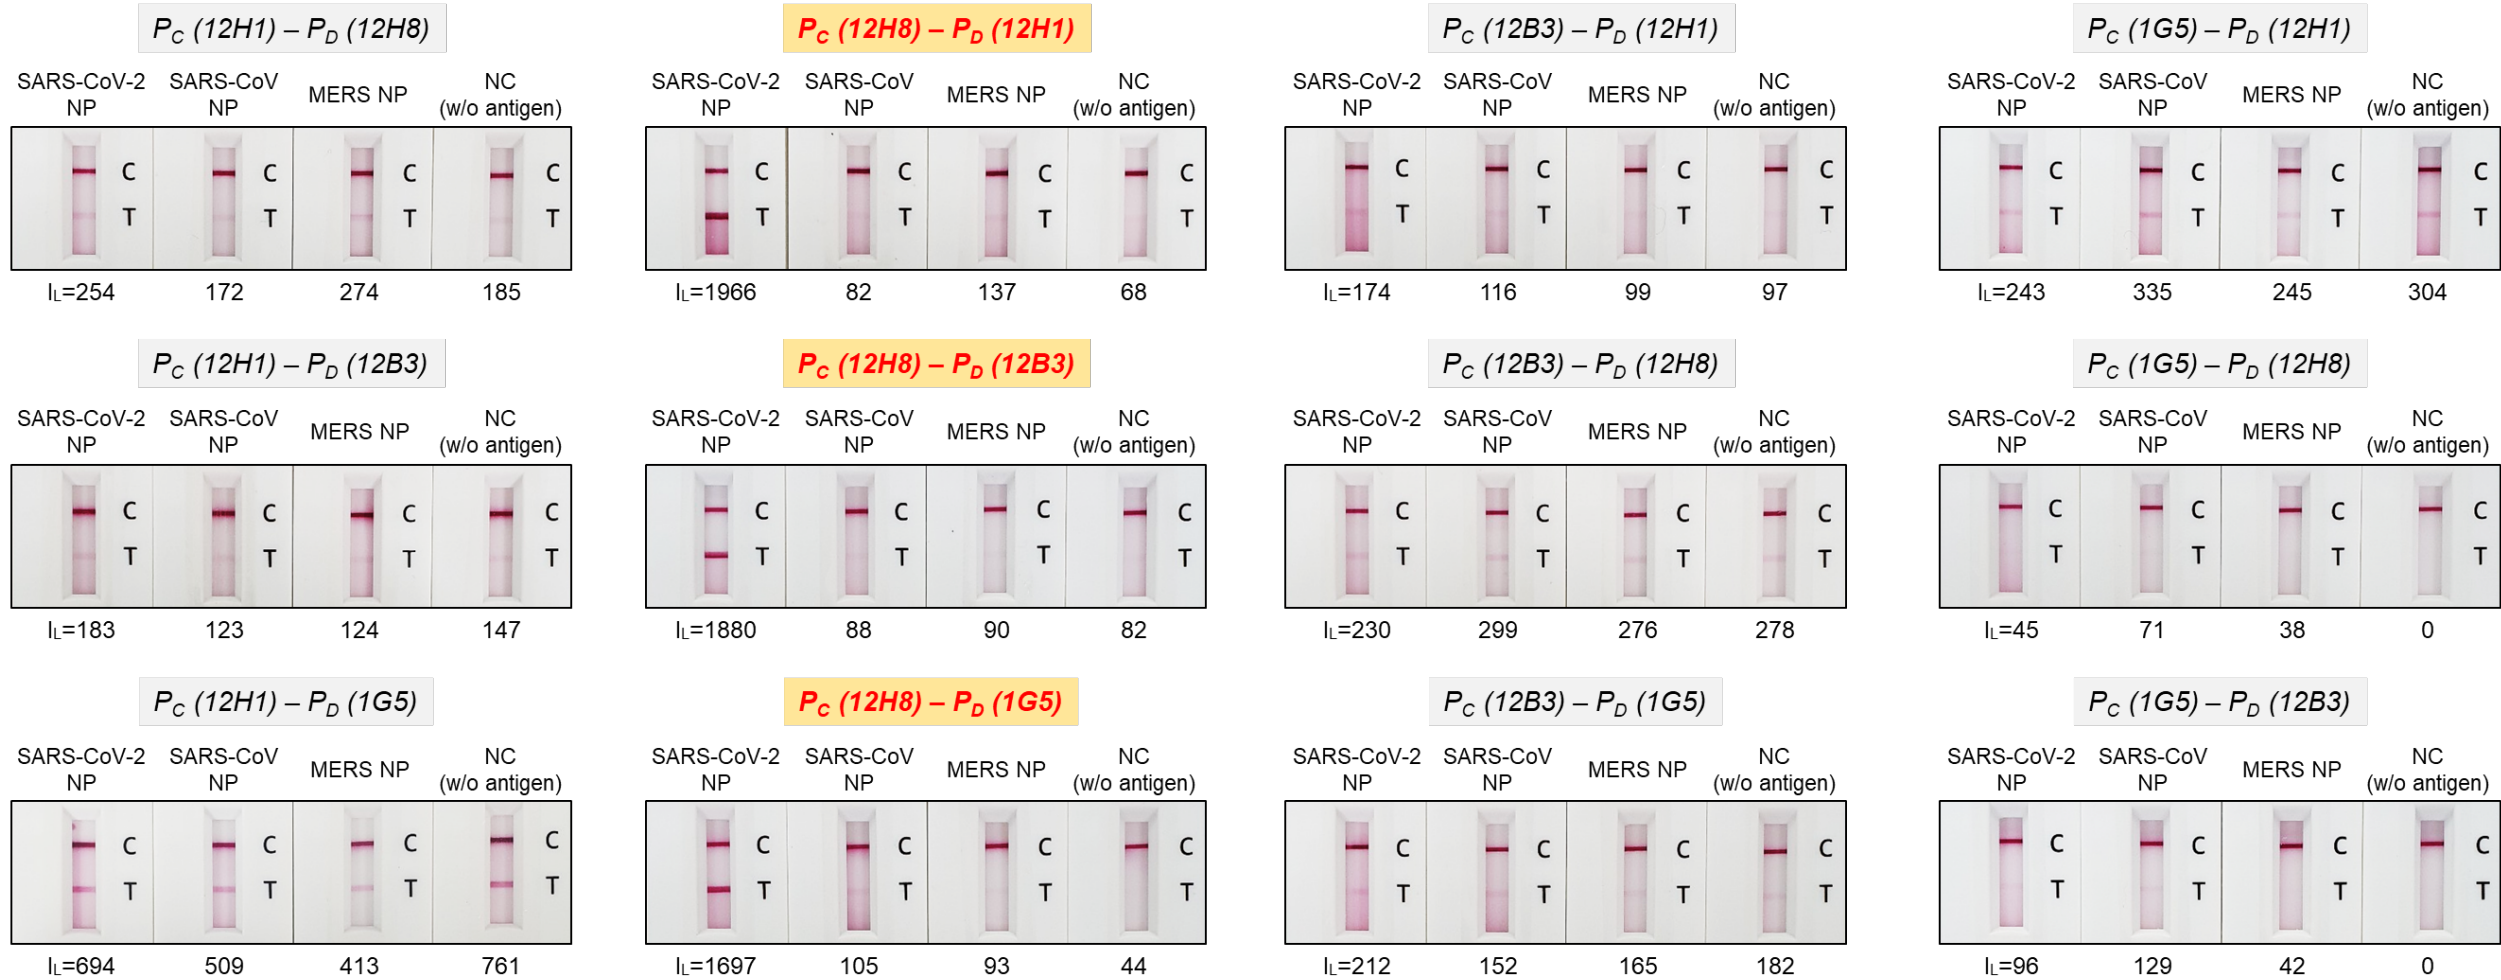 PC (12H1) – PD (12H8)
SARS-CoV-2 NP
SARS-CoV NP
MERS NP
NC (w/o antigen)
C
T
C
T
C
T
C
T
IL=254 172 274 185
PC (12H8) – PD (12H1)
SARS-CoV-2 NP
SARS-CoV NP
MERS NP
NC (w/o antigen)
C
T
C
T
C
T
C
T
IL=1966 82 137 68
PC (12B3) – PD (12H1)
SARS-CoV-2 NP
SARS-CoV NP
MERS NP
NC (w/o antigen)
C
T
C
T
C
T
C
T
IL=174 116 99 97
PC (1G5) – PD (12H1)
SARS-CoV-2 NP
SARS-CoV NP
MERS NP
NC (w/o antigen)
C
T
C
T
C
T
C
T
IL=243 335 245 304
PC (12H1) – PD (12B3)
SARS-CoV-2 NP
SARS-CoV NP
MERS NP
NC (w/o antigen)
C
T
C
T
C
T
C
T
IL=183 123 124 147
PC (12H8) – PD (12B3)
SARS-CoV-2 NP
SARS-CoV NP
MERS NP
NC (w/o antigen)
C
T
C
T
C
T
C
T
IL=1880 88 90 82
PC (12B3) – PD (12H8)
SARS-CoV-2 NP
SARS-CoV NP
MERS NP
NC (w/o antigen)
C
T
C
T
C
T
C
T
IL=230 299 276 278
PC (1G5) – PD (12H8)
SARS-CoV-2 NP
SARS-CoV NP
MERS NP
NC (w/o antigen)
C
T
C
T
C
T
C
T
IL=45 71 38 0
PC (12H1) – PD (1G5)
SARS-CoV-2 NP
SARS-CoV NP
MERS NP
NC (w/o antigen)
C
T
C
T
C
T
C
T
IL=694 509 413 761
PC (12H8) – PD (1G5)
SARS-CoV-2 NP
SARS-CoV NP
MERS NP
NC (w/o antigen)
C
T
C
T
C
T
C
T
IL=1697 105 93 44
PC (12B3) – PD (1G5)
SARS-CoV-2 NP
SARS-CoV NP
MERS NP
NC (w/o antigen)
C
T
C
T
C
T
C
T
IL=212 152 165 182
PC (1G5) – PD (12B3)
SARS-CoV-2 NP
SARS-CoV NP
MERS NP
NC (w/o antigen)
C
T
C
T
C
T
C
T
IL=96 129 42 0